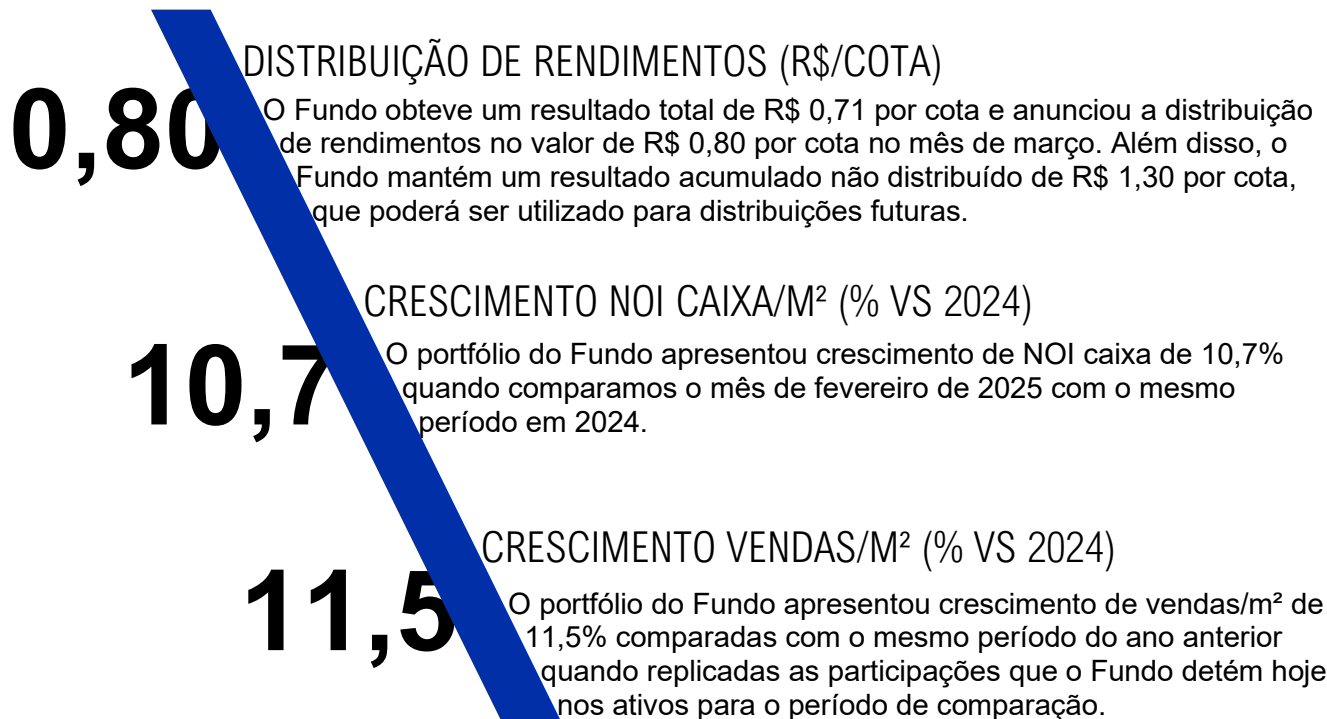 DISTRIBUIÇÃO DE RENDIMENTOS (R$/COTA)
0,80
O Fundo obteve um resultado total de R$ 0,71 por cota e anunciou a distribuição
de rendimentos no valor de R$ 0,80 por cota no mês de março. Além disso, o
Fundo mantém um resultado acumulado não distribuído de R$ 1,30 por cota,
que poderá ser utilizado para distribuições futuras.
CRESCIMENTO NOI CAIXA/M² (% VS 2024)
10,7
O portfólio do Fundo apresentou crescimento de NOI caixa de 10,7%
quando comparamos o mês de fevereiro de 2025 com o mesmo
período em 2024.
CRESCIMENTO VENDAS/M² (% VS 2024)
11,5
O portfólio do Fundo apresentou crescimento de vendas/m² de
11,5% comparadas com o mesmo período do ano anterior
quando replicadas as participações que o Fundo detém hoje
nos ativos para o período de comparação.